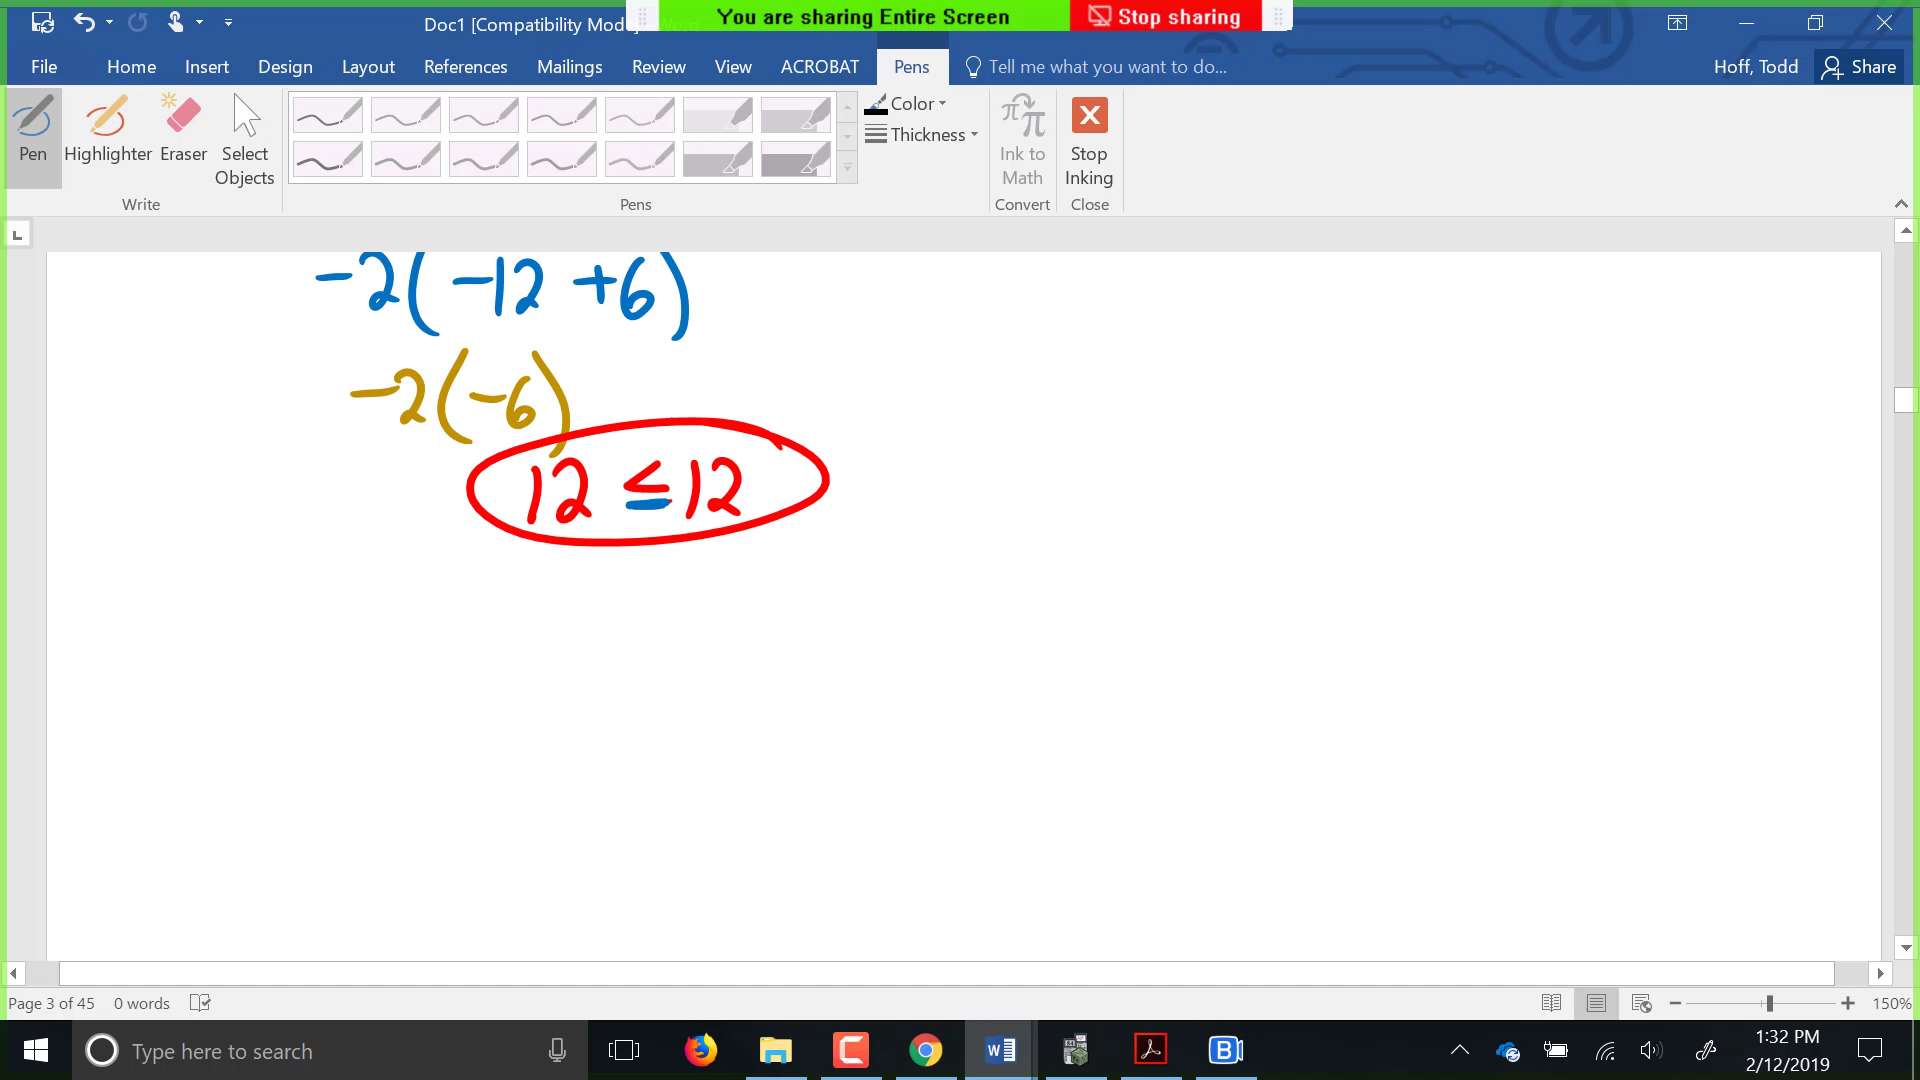 Doc1 [Compatibility Mod
You are sharing Entire Screen
Stop sharing
File Home Insert Design Layout References Mailings Review View ACROBAT Pens Tell me what you want to do... Hoff, Todd Share
Pen Highlighter Eraser Select Objects
Write
Pens
Color
Thickness
Ink to Math
Convert
Stop Inking
Close
-2(-12 +6)
-2(-6)
12 ≤ 12
Page 3 of 45 0 words 150%
Type here to search
1:32 PM
2/12/2019